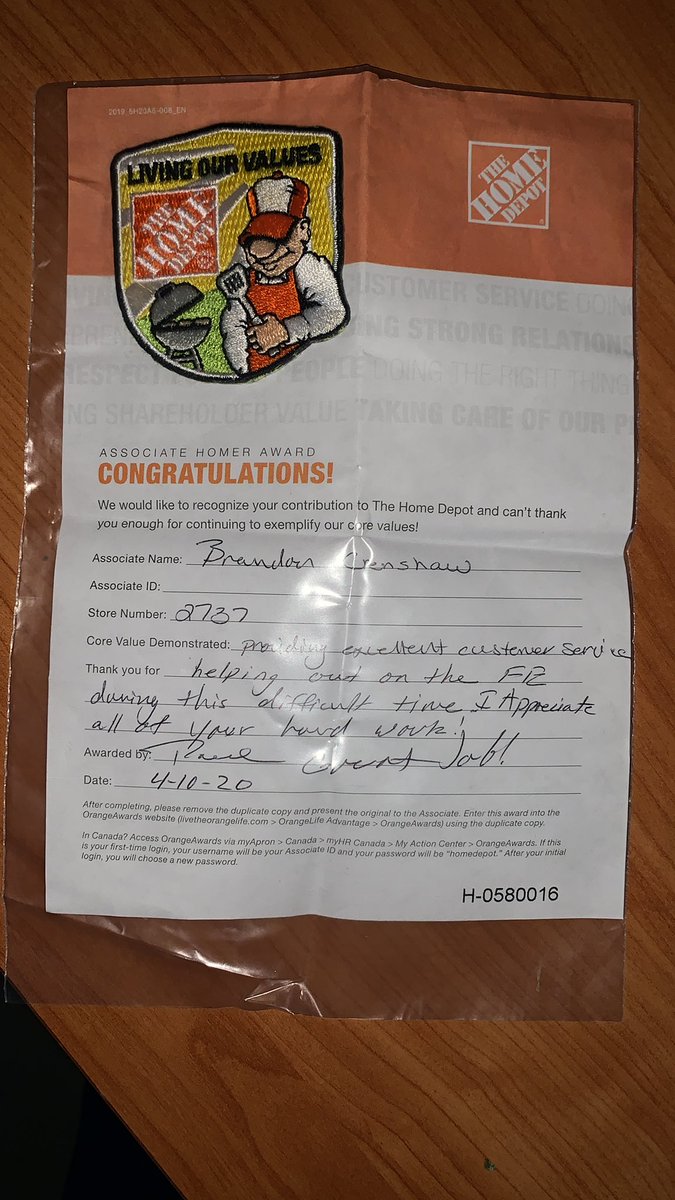 2019_SH23A6-008_EN
LIVING OUR VALUES
THE HOME DEPOT
THE HOME DEPOT
CUSTOMER SERVICE DOING
STRONG RELATIONS
RESPECT PEOPLE DOING THE RIGHT THING
NG SHAREHOLDER VALUE TAKING CARE OF OUR P
ASSOCIATE HOMER AWARD
CONGRATULATIONS!
We would like to recognize your contribution to The Home Depot and can't thank
you enough for continuing to exemplify our core values!
Associate Name: Brandon Crenshaw
Associate ID:
Store Number: 2737
Core Value Demonstrated: providing excellent customer service
Thank you for helping out on the FE
during this difficult time I Appreciate
all of your hard work!
Awarded by: Great Job!
Date: 4-10-20
After completing, please remove the duplicate copy and present the original to the Associate. Enter this award into the
OrangeAwards website (livetheorangelife.com > OrangeLife Advantage > OrangeAwards) using the duplicate copy.
In Canada? Access OrangeAwards via myApron > Canada > myHR Canada > My Action Center > OrangeAwards. If this
is your first-time login, your username will be your Associate ID and your password will be "homedepot." After your initial
login, you will choose a new password.
H-0580016